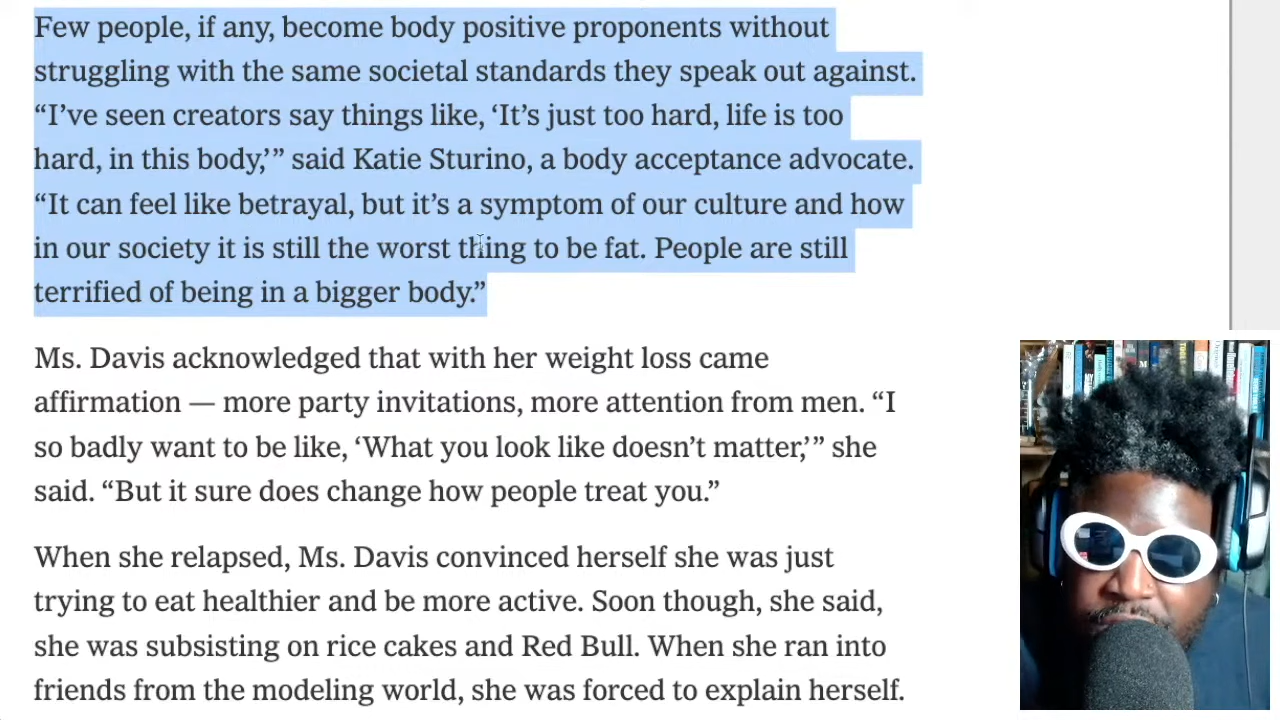 Few people, if any, become body positive proponents without
struggling with the same societal standards they speak out against.
“I’ve seen creators say things like, ‘It’s just too hard, life is too
hard, in this body,’” said Katie Sturino, a body acceptance advocate.
“It can feel like betrayal, but it’s a symptom of our culture and how
in our society it is still the worst thing to be fat. People are still
terrified of being in a bigger body.”
Ms. Davis acknowledged that with her weight loss came
affirmation — more party invitations, more attention from men. “I
so badly want to be like, ‘What you look like doesn’t matter,’” she
said. “But it sure does change how people treat you.”
When she relapsed, Ms. Davis convinced herself she was just
trying to eat healthier and be more active. Soon though, she said,
she was subsisting on rice cakes and Red Bull. When she ran into
friends from the modeling world, she was forced to explain herself.